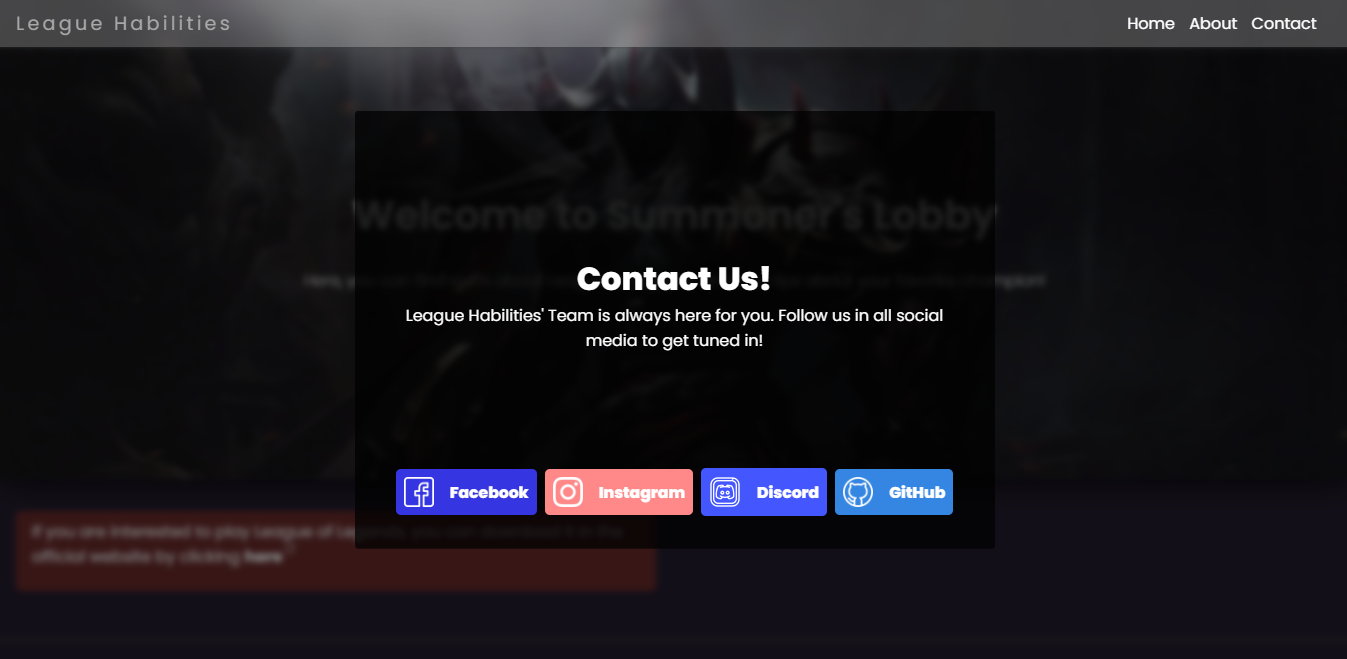 League Habilities
Home About Contact
Welcome to Summoner's Lobby
Contact Us!
League Habilities' Team is always here for you. Follow us in all social
media to get tuned in!
Facebook Instagram Discord GitHub
If you are interested to play League of Legends, you can download it in the
official website by clicking here